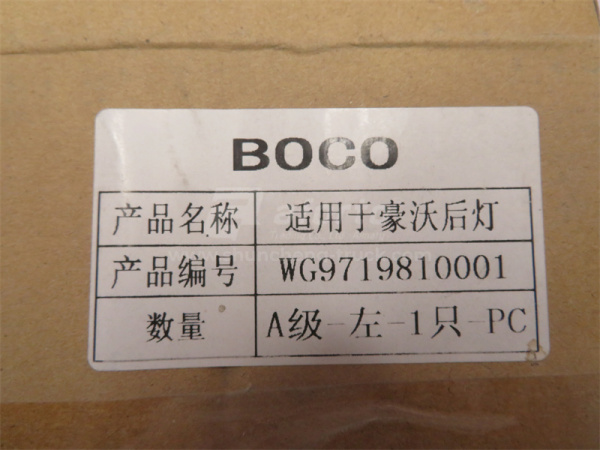 BOCO
产品名称 适用于豪沃后灯
产品编号 WG9719810001
数量 A级-左-1只-PC